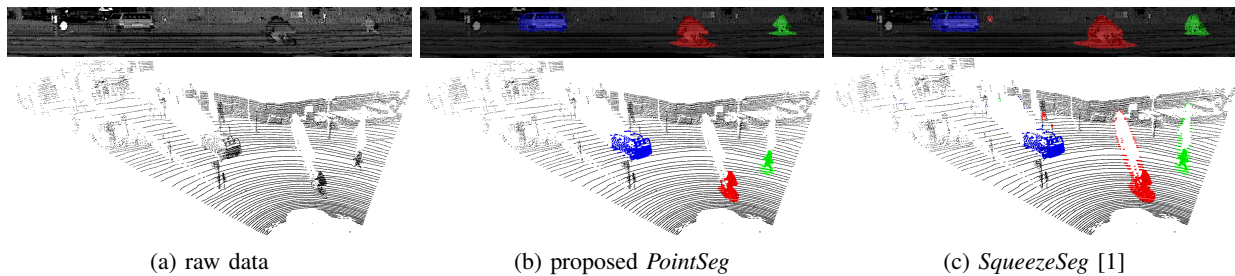 (a) raw data
(b) proposed PointSeg
(c) SqueezeSeg [1]